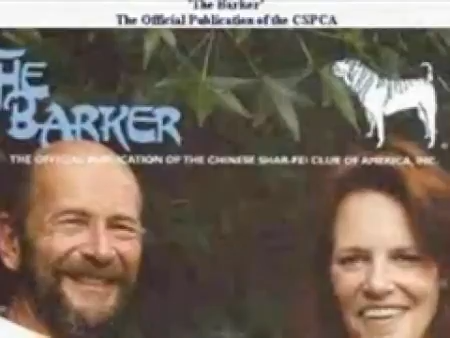 "The Barker"
The Official Publication of the CSPCA
THE
BARKER
THE OFFICIAL PUBLICATION OF THE CHINESE SHAR-PEI CLUB OF AMERICA, INC.